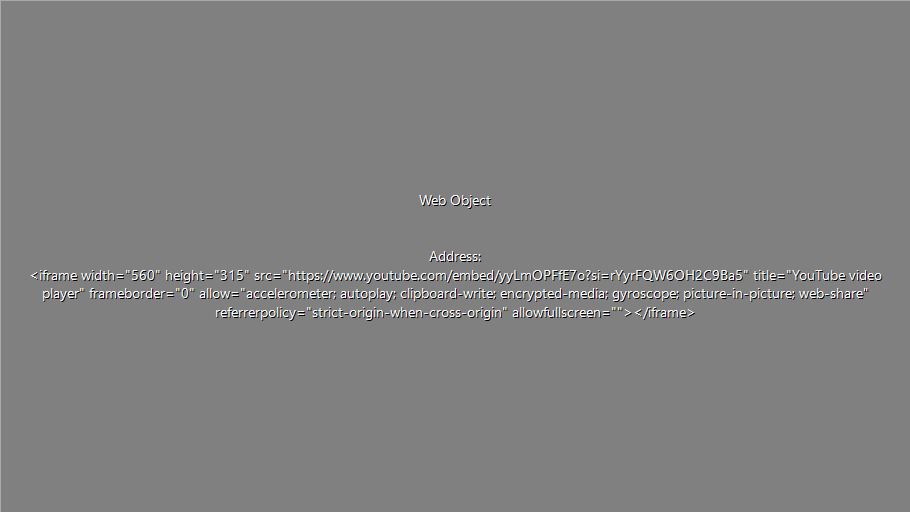 Web Object
Address:
<iframe width="560" height="315" src="https://www.youtube.com/embed/yyLmOPFfE7o?si=rYyrFQW6OH2C9Ba5" title="YouTube video
player" frameborder="0" allow="accelerometer; autoplay; clipboard-write; encrypted-media; gyroscope; picture-in-picture; web-share"
referrerpolicy="strict-origin-when-cross-origin" allowfullscreen=""></iframe>